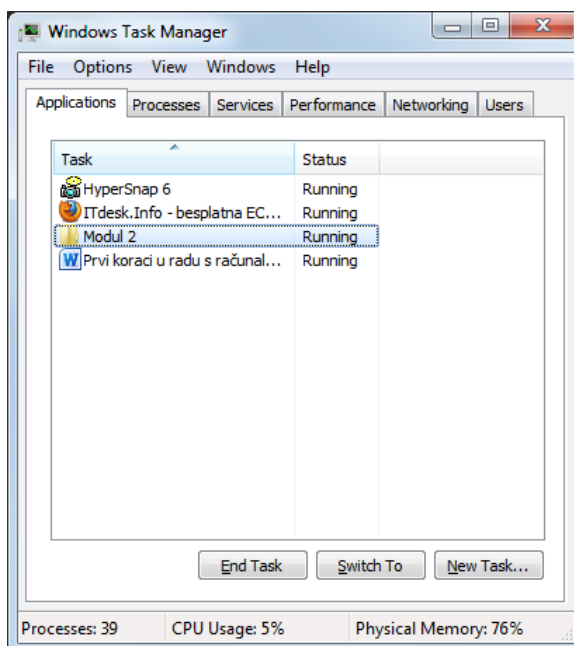 Windows Task Manager
File Options View Windows Help
Applications Processes Services Performance Networking Users
Task Status
HyperSnap 6 Running
ITdesk.Info - besplatna EC... Running
Modul 2 Running
Prvi koraci u radu s računal... Running
End Task Switch To New Task...
Processes: 39 CPU Usage: 5% Physical Memory: 76%